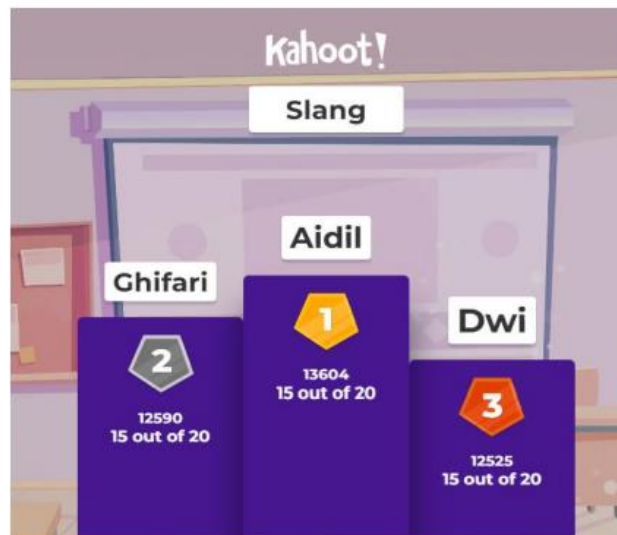 Kahoot!
Slang
Aidil
Ghifari
Dwi
1
13604
15 out of 20
2
12590
15 out of 20
3
12525
15 out of 20